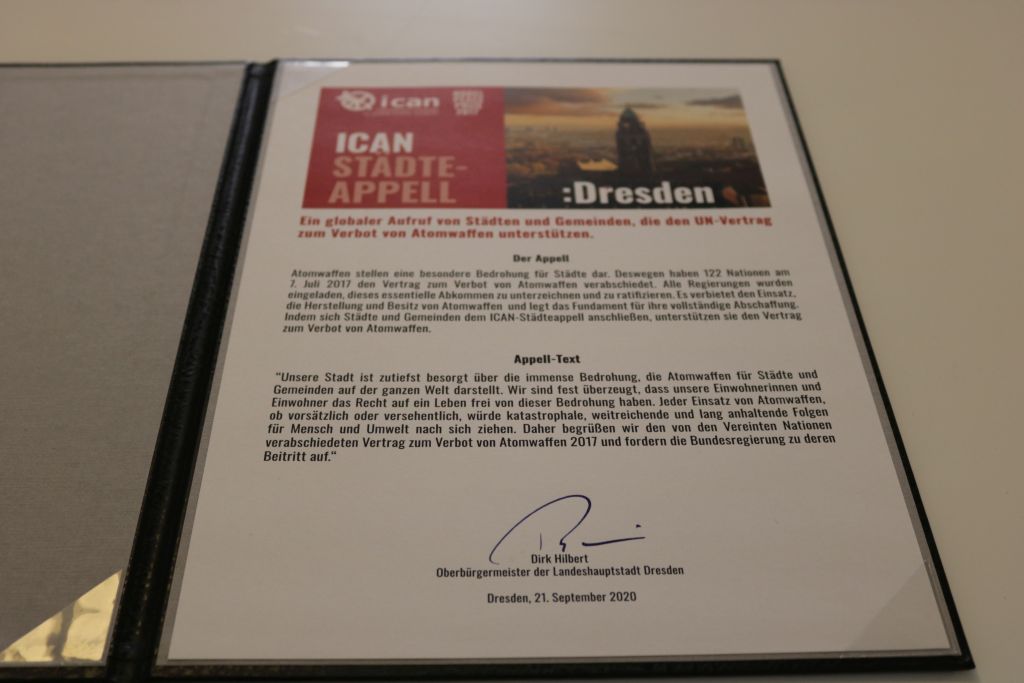 ican
NOBEL
PEACE
PRIZE
2017
ICAN
STÄDTE-
APPELL
:Dresden
Ein globaler Aufruf von Städten und Gemeinden, die den UN-Vertrag
zum Verbot von Atomwaffen unterstützen.
Der Appell
Atomwaffen stellen eine besondere Bedrohung für Städte dar. Deswegen haben 122 Nationen am
7. Juli 2017 den Vertrag zum Verbot von Atomwaffen verabschiedet. Alle Regierungen wurden
eingeladen, dieses essentielle Abkommen zu unterzeichnen und zu ratifizieren. Es verbietet den Einsatz,
die Herstellung und Besitz von Atomwaffen und legt das Fundament für ihre vollständige Abschaffung.
Indem sich Städte und Gemeinden dem ICAN-Städteappell anschließen, unterstützen sie den Vertrag
zum Verbot von Atomwaffen.
Appell-Text
"Unsere Stadt ist zutiefst besorgt über die immense Bedrohung, die Atomwaffen für Städte und
Gemeinden auf der ganzen Welt darstellt. Wir sind fest überzeugt, dass unsere Einwohnerinnen und
Einwohner das Recht auf ein Leben frei von dieser Bedrohung haben. Jeder Einsatz von Atomwaffen,
ob vorsätzlich oder versehentlich, würde katastrophale, weitreichende und lang anhaltende Folgen
für Mensch und Umwelt nach sich ziehen. Daher begrüßen wir den von den Vereinten Nationen
verabschiedeten Vertrag zum Verbot von Atomwaffen 2017 und fordern die Bundesregierung zu deren
Beitritt auf."
Dirk Hilbert
Oberbürgermeister der Landeshauptstadt Dresden
Dresden, 21. September 2020